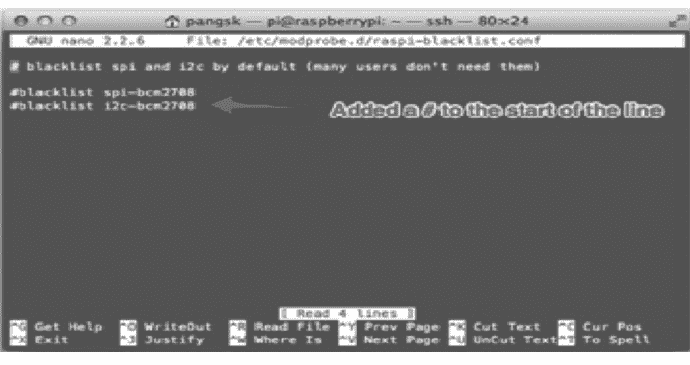 pangsk — pi@raspberrypi: ~ — ssh — 80×24
GNU nano 2.2.6 File: /etc/modprobe.d/raspi-blacklist.conf
# blacklist spi and i2c by default (many users don't need them)
#blacklist spi-bcm2708
#blacklist i2c-bcm2708
Added a # to the start of the line
[ Read 4 lines ]
^G Get Help ^O WriteOut ^R Read File ^Y Prev Page ^K Cut Text ^C Cur Pos
^X Exit ^J Justify ^W Where Is ^V Next Page ^U UnCut Text ^T To Spell